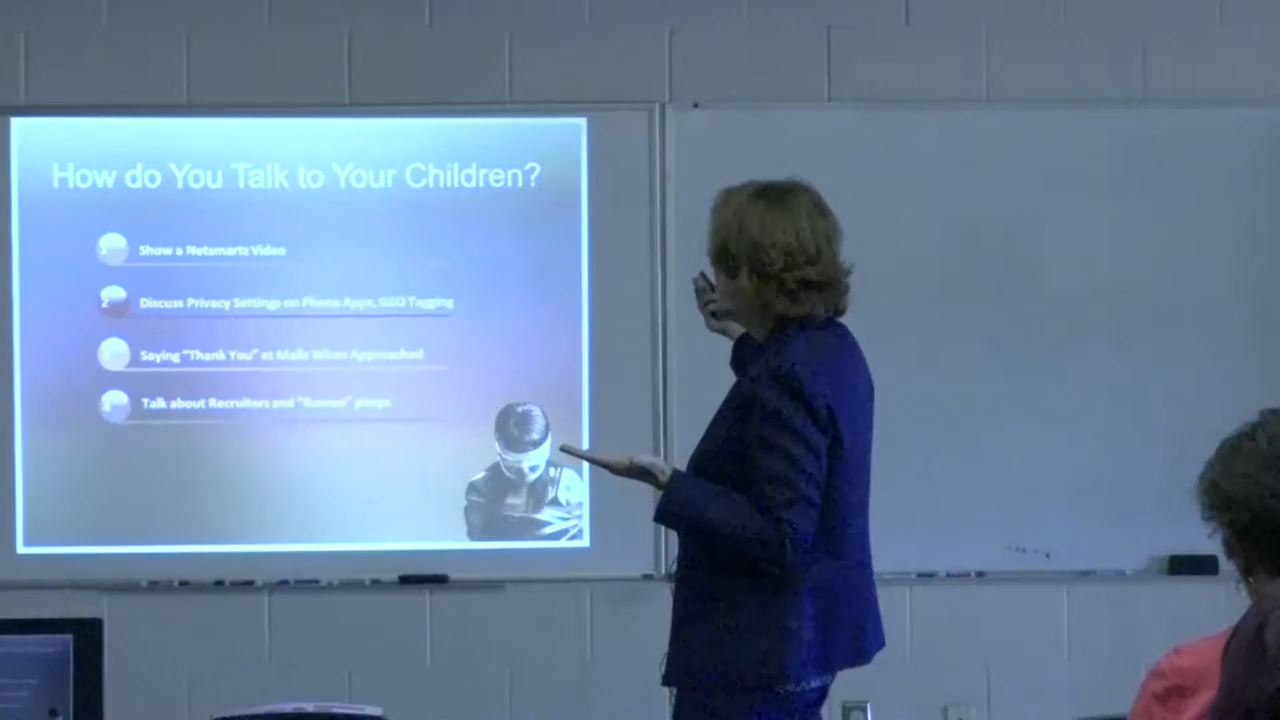 How do You Talk to Your Children?
Show a Netsmartz Video
2 Discuss Privacy Settings on Phone Apps, GEO Tagging
Saying "Thank You" at Malls When Approached
Talk about Recruiters and "Romeo" pimps